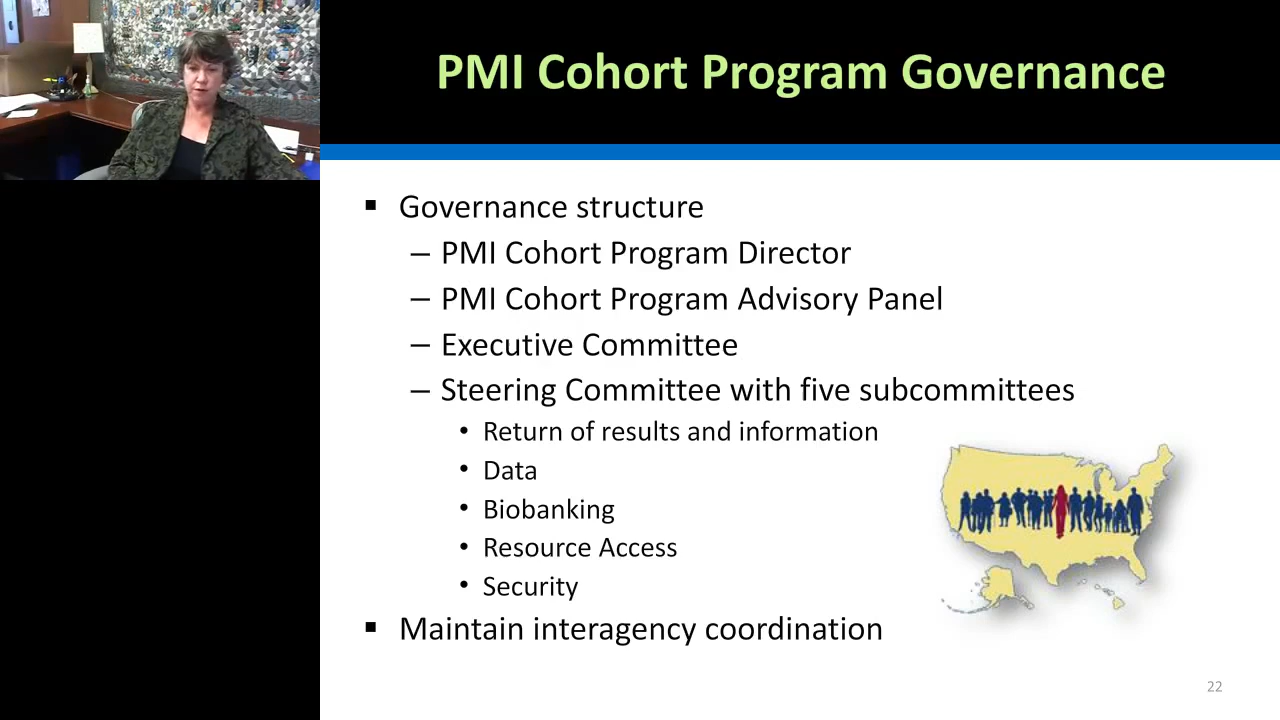 PMI Cohort Program Governance
▪ Governance structure
– PMI Cohort Program Director
– PMI Cohort Program Advisory Panel
– Executive Committee
– Steering Committee with five subcommittees
• Return of results and information
• Data
• Biobanking
• Resource Access
• Security
▪ Maintain interagency coordination
22